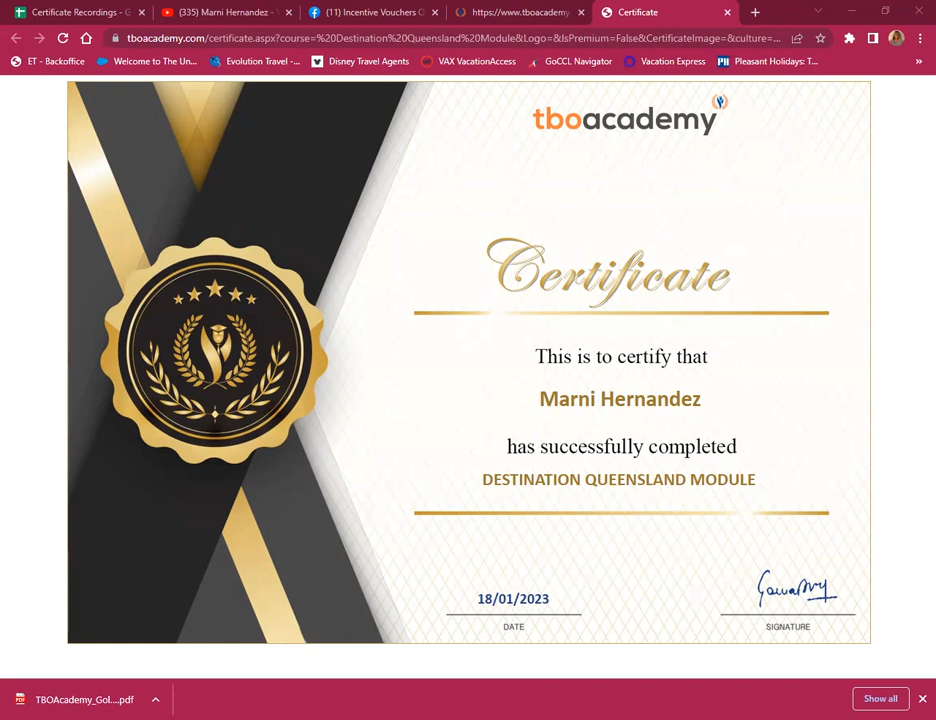 Certificate Recordings - G
(335) Marni Hernandez -
(11) Incentive Vouchers O
https://www.tboacademy
Certificate
tboacademy.com/certificate.aspx?course=%20Destination%20Queensland%20Module&Logo=&IsPremium=False&CertificateImage=&culture=...
ET - Backoffice
Welcome to The Un...
Evolution Travel -...
Disney Travel Agents
VAX VacationAccess
GoCCL Navigator
Vacation Express
Pleasant Holidays: T...
»
tboacademy
Certificate
This is to certify that
Marni Hernandez
has successfully completed
DESTINATION QUEENSLAND MODULE
18/01/2023
DATE
SIGNATURE
TBOAcademy_Gol....pdf
Show all